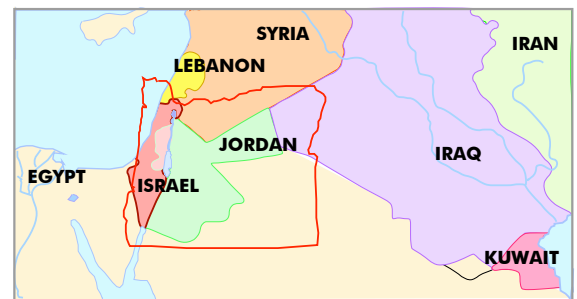 SYRIA
IRAN
LEBANON
JORDAN
IRAQ
EGYPT
ISRAEL
KUWAIT